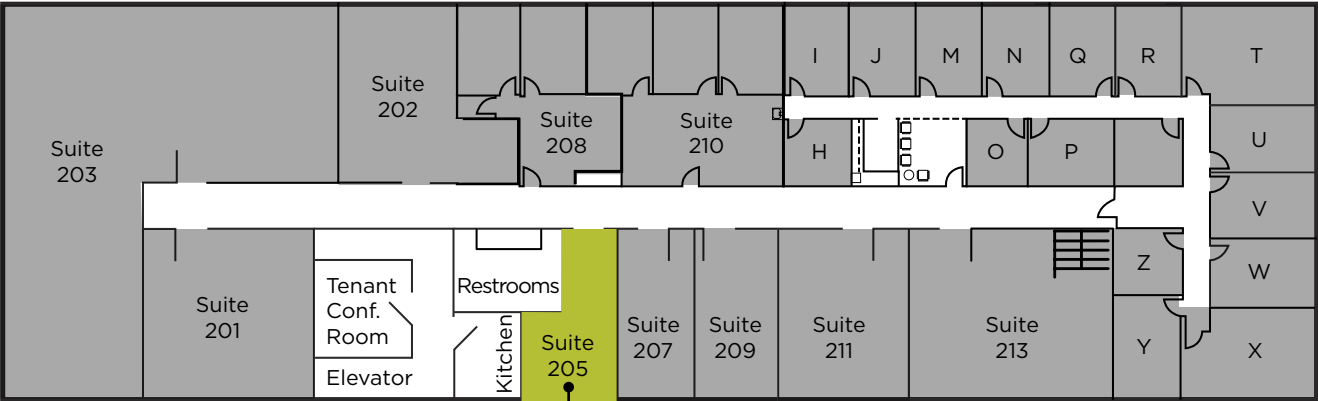 I
J
M
N
Q
R
T
Suite
202
Suite
208
Suite
210
Suite
203
H
O
P
U
V
W
Z
Tenant
Conf.
Room
Restrooms
Suite
201
Elevator
Kitchen
Suite
205
Suite
207
Suite
209
Suite
211
Suite
213
Y
X